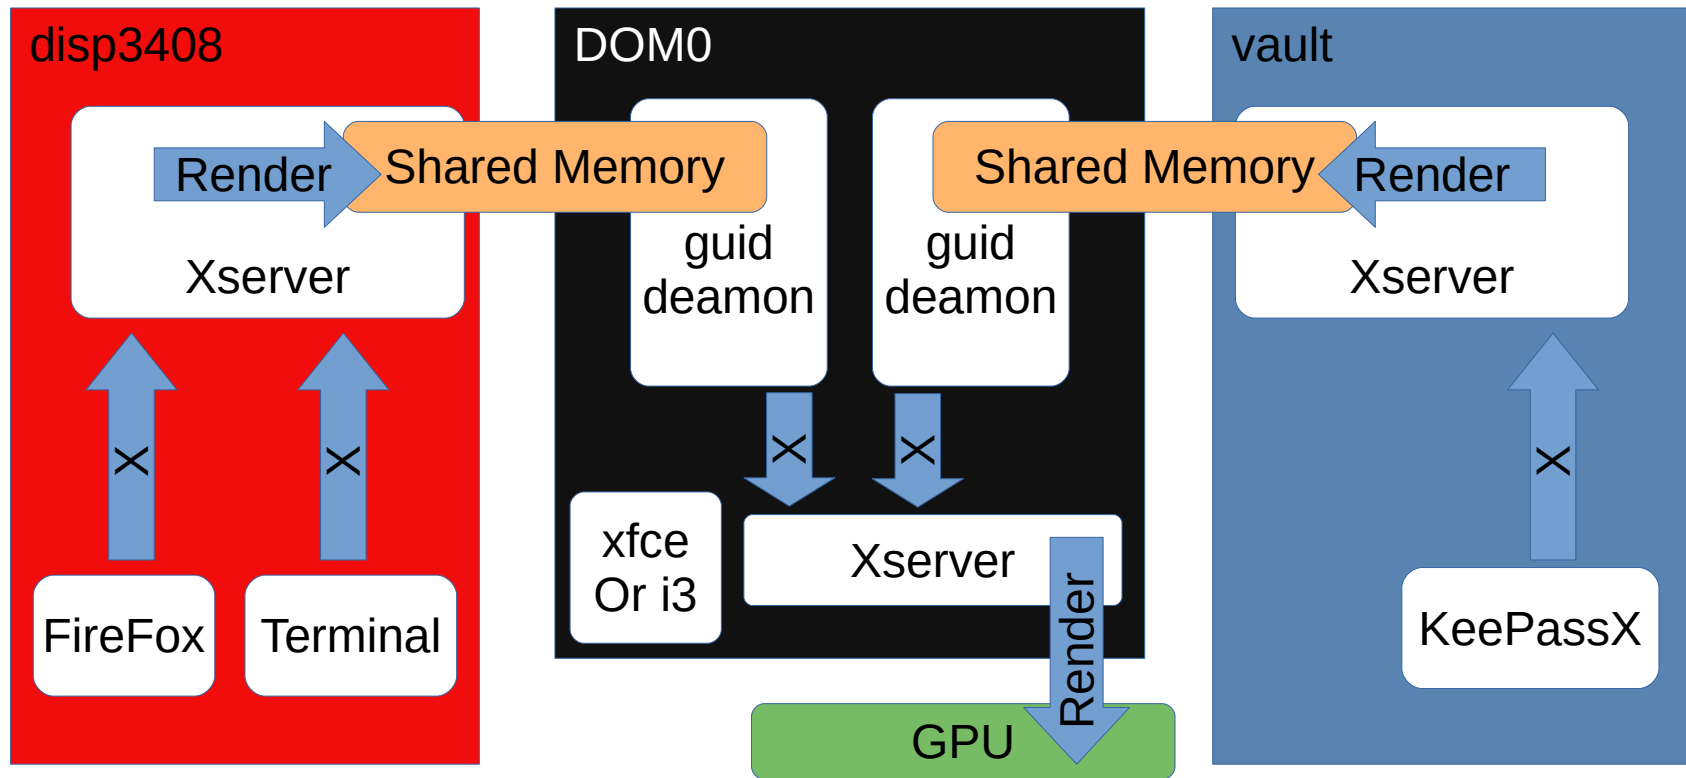 disp3408
DOM0
vault
Render
Shared Memory
Shared Memory
Render
Xserver
guid
deamon
guid
deamon
Xserver
X
X
X
X
X
xfce
Or i3
Xserver
Render
FireFox
Terminal
KeePassX
GPU